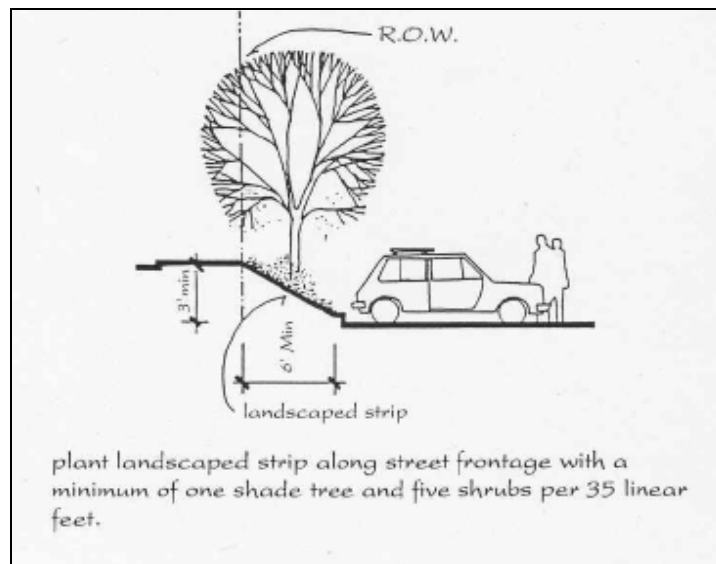 R.O.W.
3' min
6' Min
landscaped strip
plant landscaped strip along street frontage with a
minimum of one shade tree and five shrubs per 35 linear
feet.